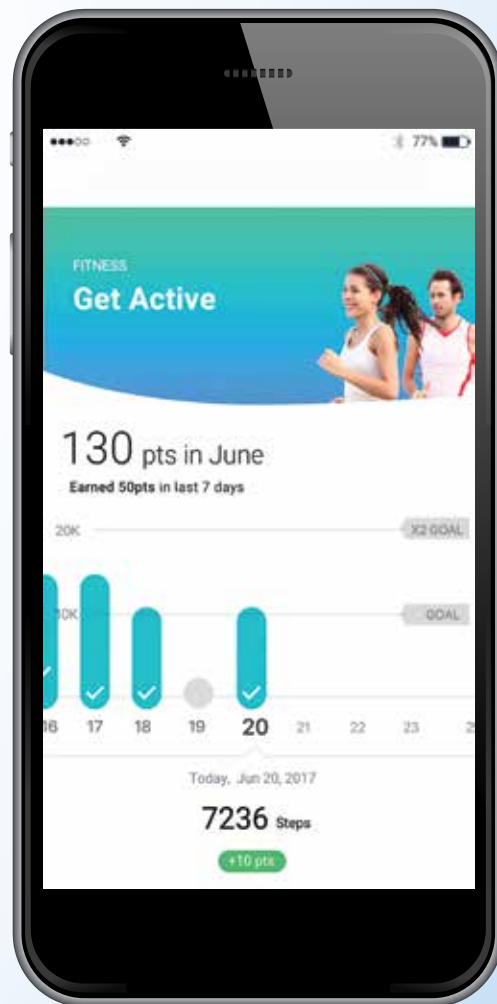 77%
FITNESS
Get Active
130 pts in June
Earned 50pts in last 7 days
20K
X2 GOAL
10K
GOAL
16 17 18 19 20 21 22 23
Today, Jun 20, 2017
7236 Steps
+10 pts